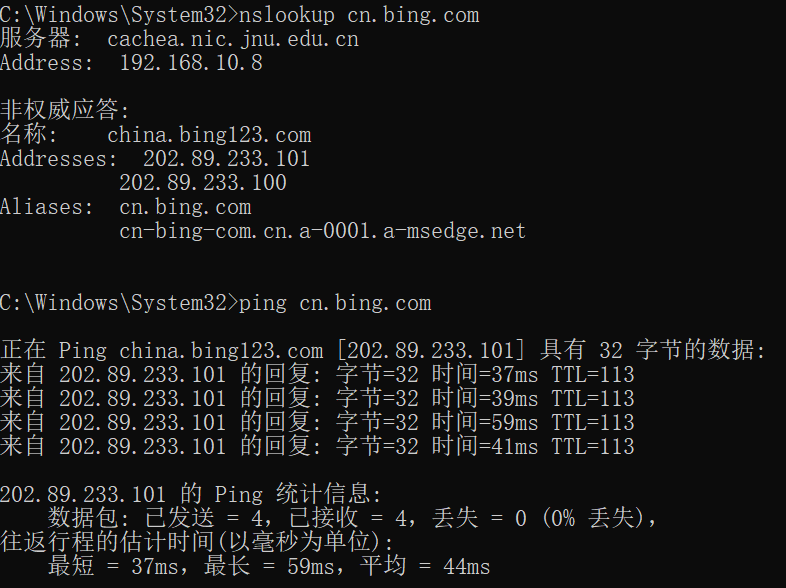 C:\Windows\System32>nslookup cn.bing.com
服务器:  cachea.nic.jnu.edu.cn
Address:  192.168.10.8
非权威应答:
名称:    china.bing123.com
Addresses:  202.89.233.101
202.89.233.100
Aliases:  cn.bing.com
cn-bing-com.cn.a-0001.a-msedge.net
C:\Windows\System32>ping cn.bing.com
正在 Ping china.bing123.com [202.89.233.101] 具有 32 字节的数据:
来自 202.89.233.101 的回复: 字节=32 时间=37ms TTL=113
来自 202.89.233.101 的回复: 字节=32 时间=39ms TTL=113
来自 202.89.233.101 的回复: 字节=32 时间=59ms TTL=113
来自 202.89.233.101 的回复: 字节=32 时间=41ms TTL=113
202.89.233.101 的 Ping 统计信息:
数据包: 已发送 = 4，已接收 = 4，丢失 = 0 (0% 丢失)，
往返行程的估计时间(以毫秒为单位):
最短 = 37ms，最长 = 59ms，平均 = 44ms